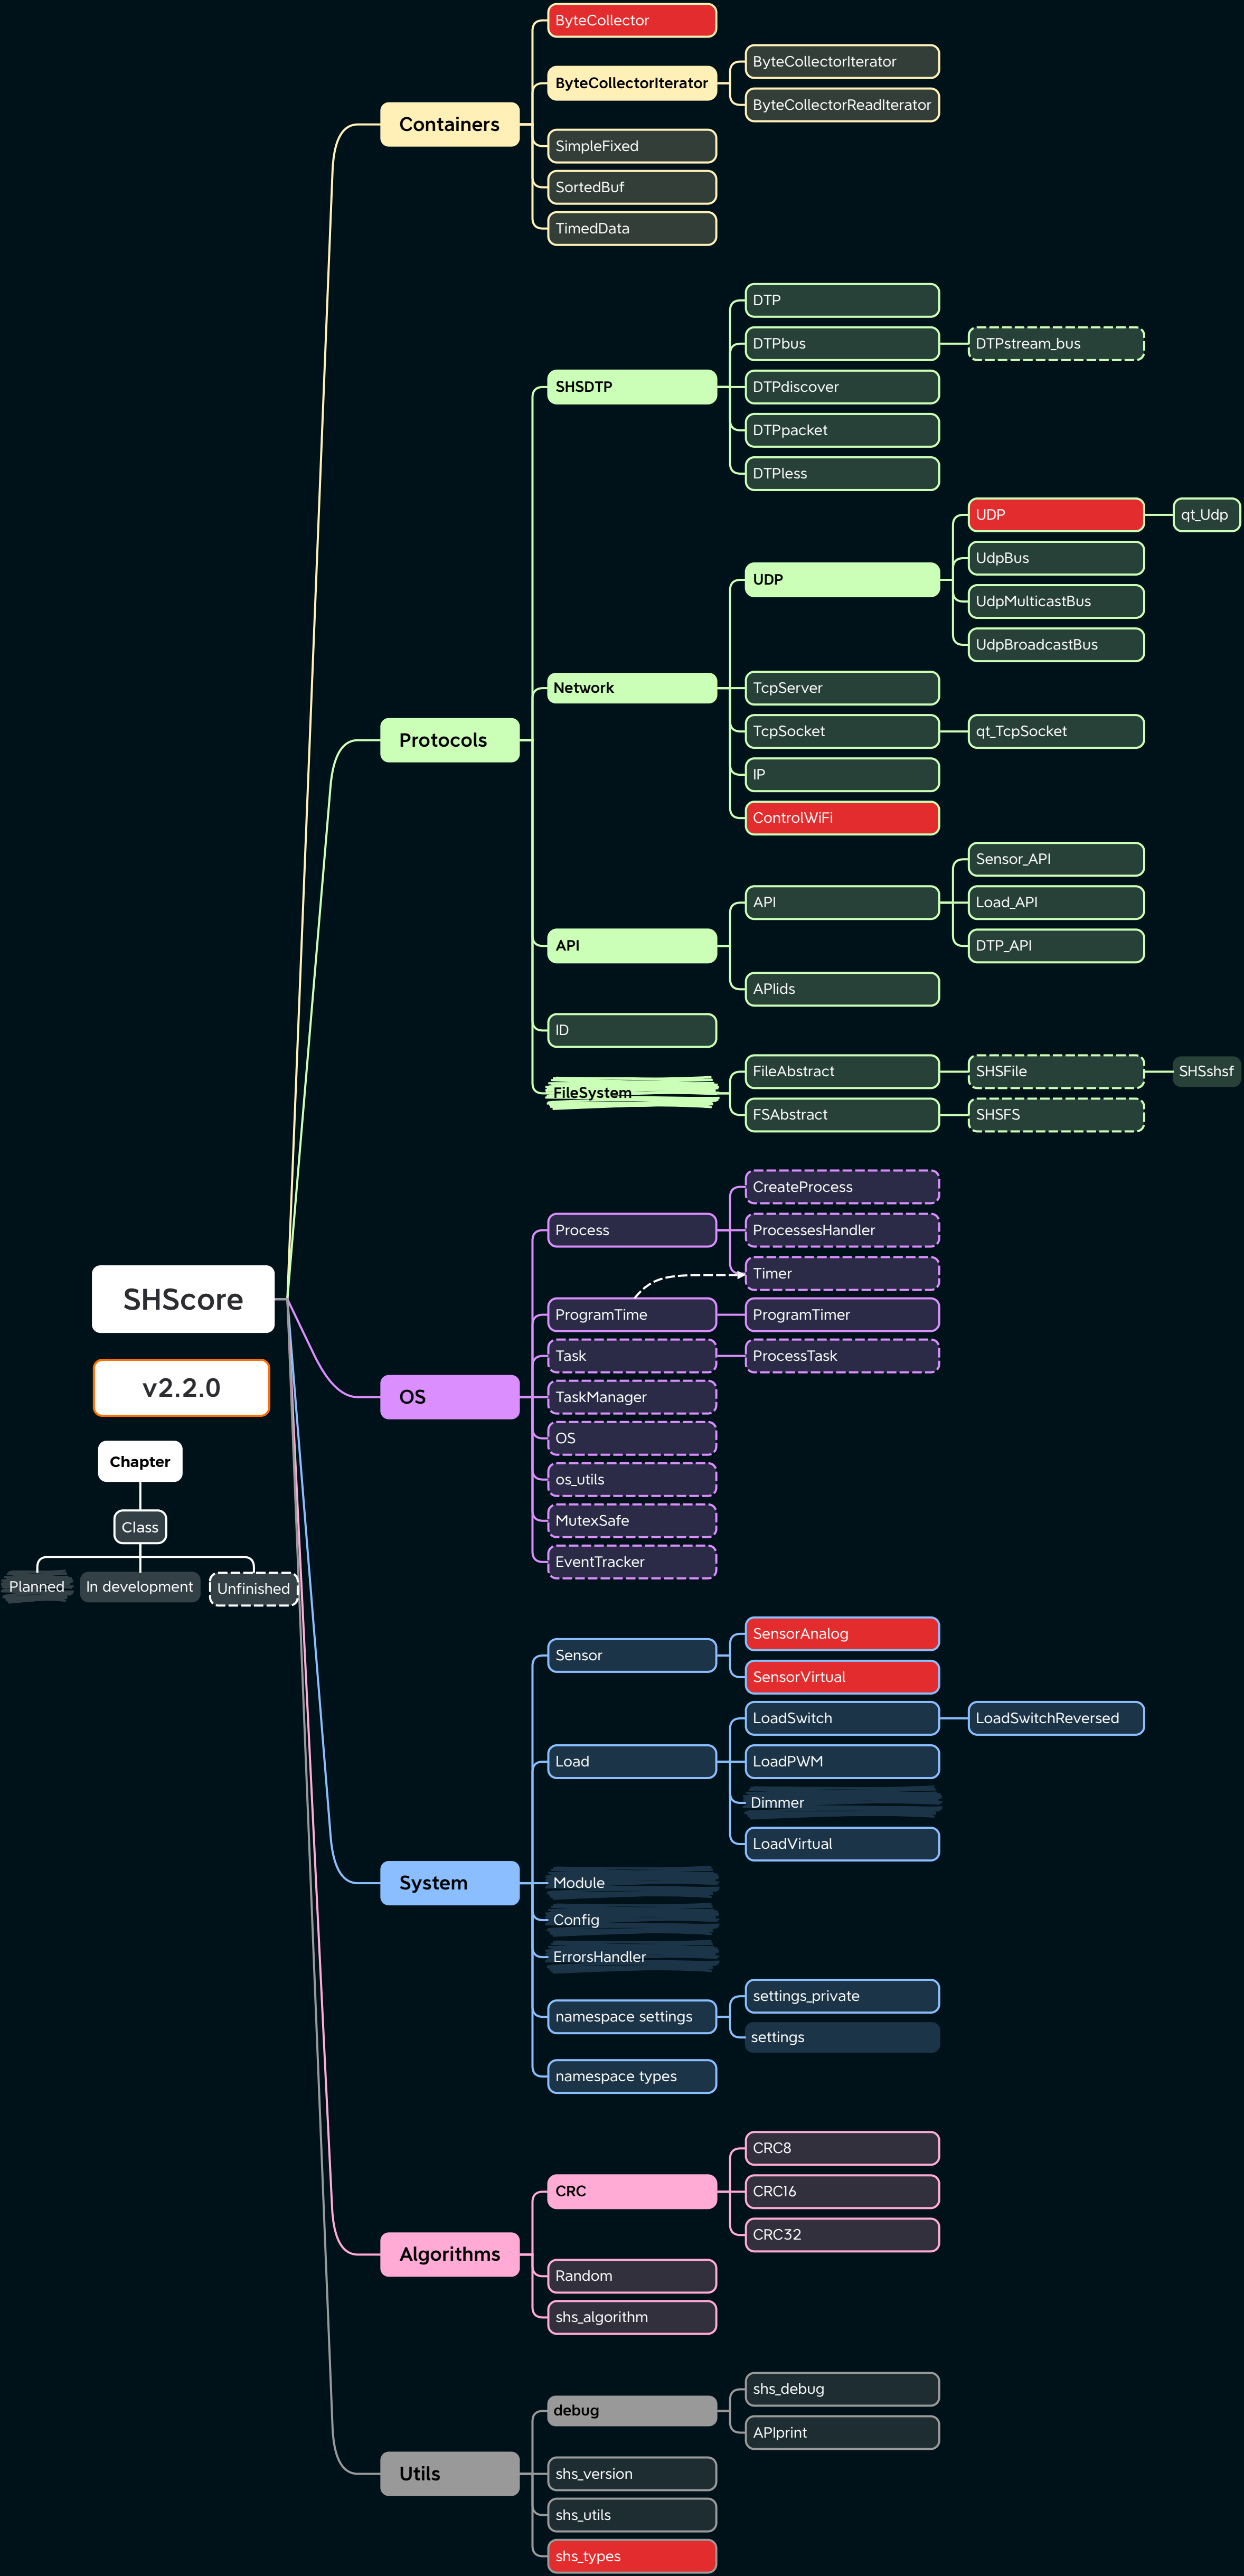 SHScore
v2.2.0
Chapter
Class
Planned
In development
Unfinished
Containers
ByteCollector
ByteCollectorIterator
ByteCollectorIterator
ByteCollectorReadIterator
SimpleFixed
SortedBuf
TimedData
Protocols
SHSDTP
DTP
DTPbus
DTPstream_bus
DTPdiscover
DTPpacket
DTPless
Network
UDP
UDP
qt_Udp
UdpBus
UdpMulticastBus
UdpBroadcastBus
TcpServer
TcpSocket
qt_TcpSocket
IP
ControlWiFi
API
API
Sensor_API
Load_API
DTP_API
APIids
ID
FileSystem
FileAbstract
SHSFile
SHSshsf
FSAbstract
SHSFS
OS
Process
CreateProcess
ProcessesHandler
Timer
ProgramTime
ProgramTimer
Task
ProcessTask
TaskManager
OS
os_utils
MutexSafe
EventTracker
System
Sensor
SensorAnalog
SensorVirtual
Load
LoadSwitch
LoadSwitchReversed
LoadPWM
Dimmer
LoadVirtual
Module
Config
ErrorsHandler
namespace settings
settings_private
settings
namespace types
Algorithms
CRC
CRC8
CRC16
CRC32
Random
shs_algorithm
Utils
debug
shs_debug
APIprint
shs_version
shs_utils
shs_types